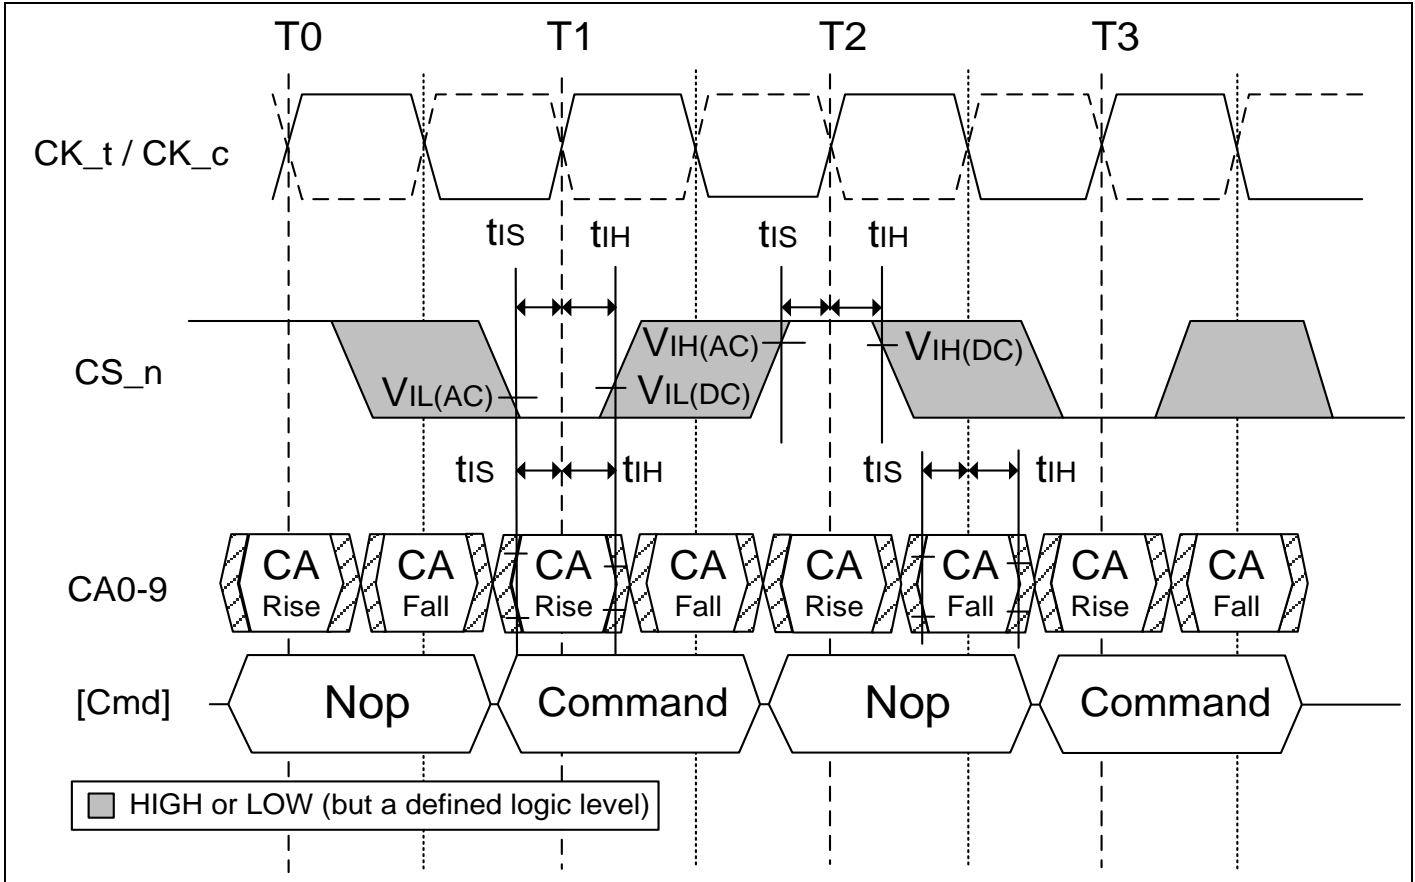 T0 T1 T2 T3
CK_t / CK_c
tIS tIH tIS tIH
CS_n
VIL(AC) VIH(AC) VIH(DC)
VIL(DC)
tIS tIH tIS tIH
CA0-9
CA CA CA CA CA CA CA CA
Rise Fall Rise Fall Rise Fall Rise Fall
[Cmd] Nop Command Nop Command
HIGH or LOW (but a defined logic level)